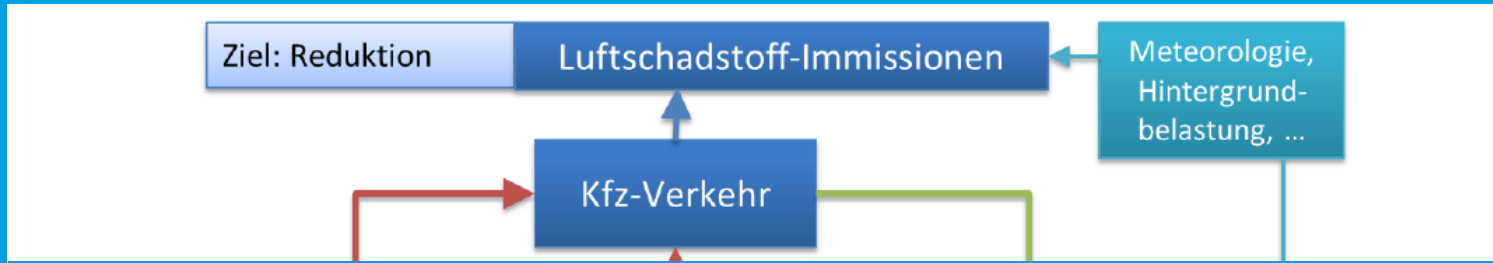 Ziel: Reduktion
Luftschadstoff-Immissionen
Meteorologie,
Hintergrund-
belastung, ...
Kfz-Verkehr